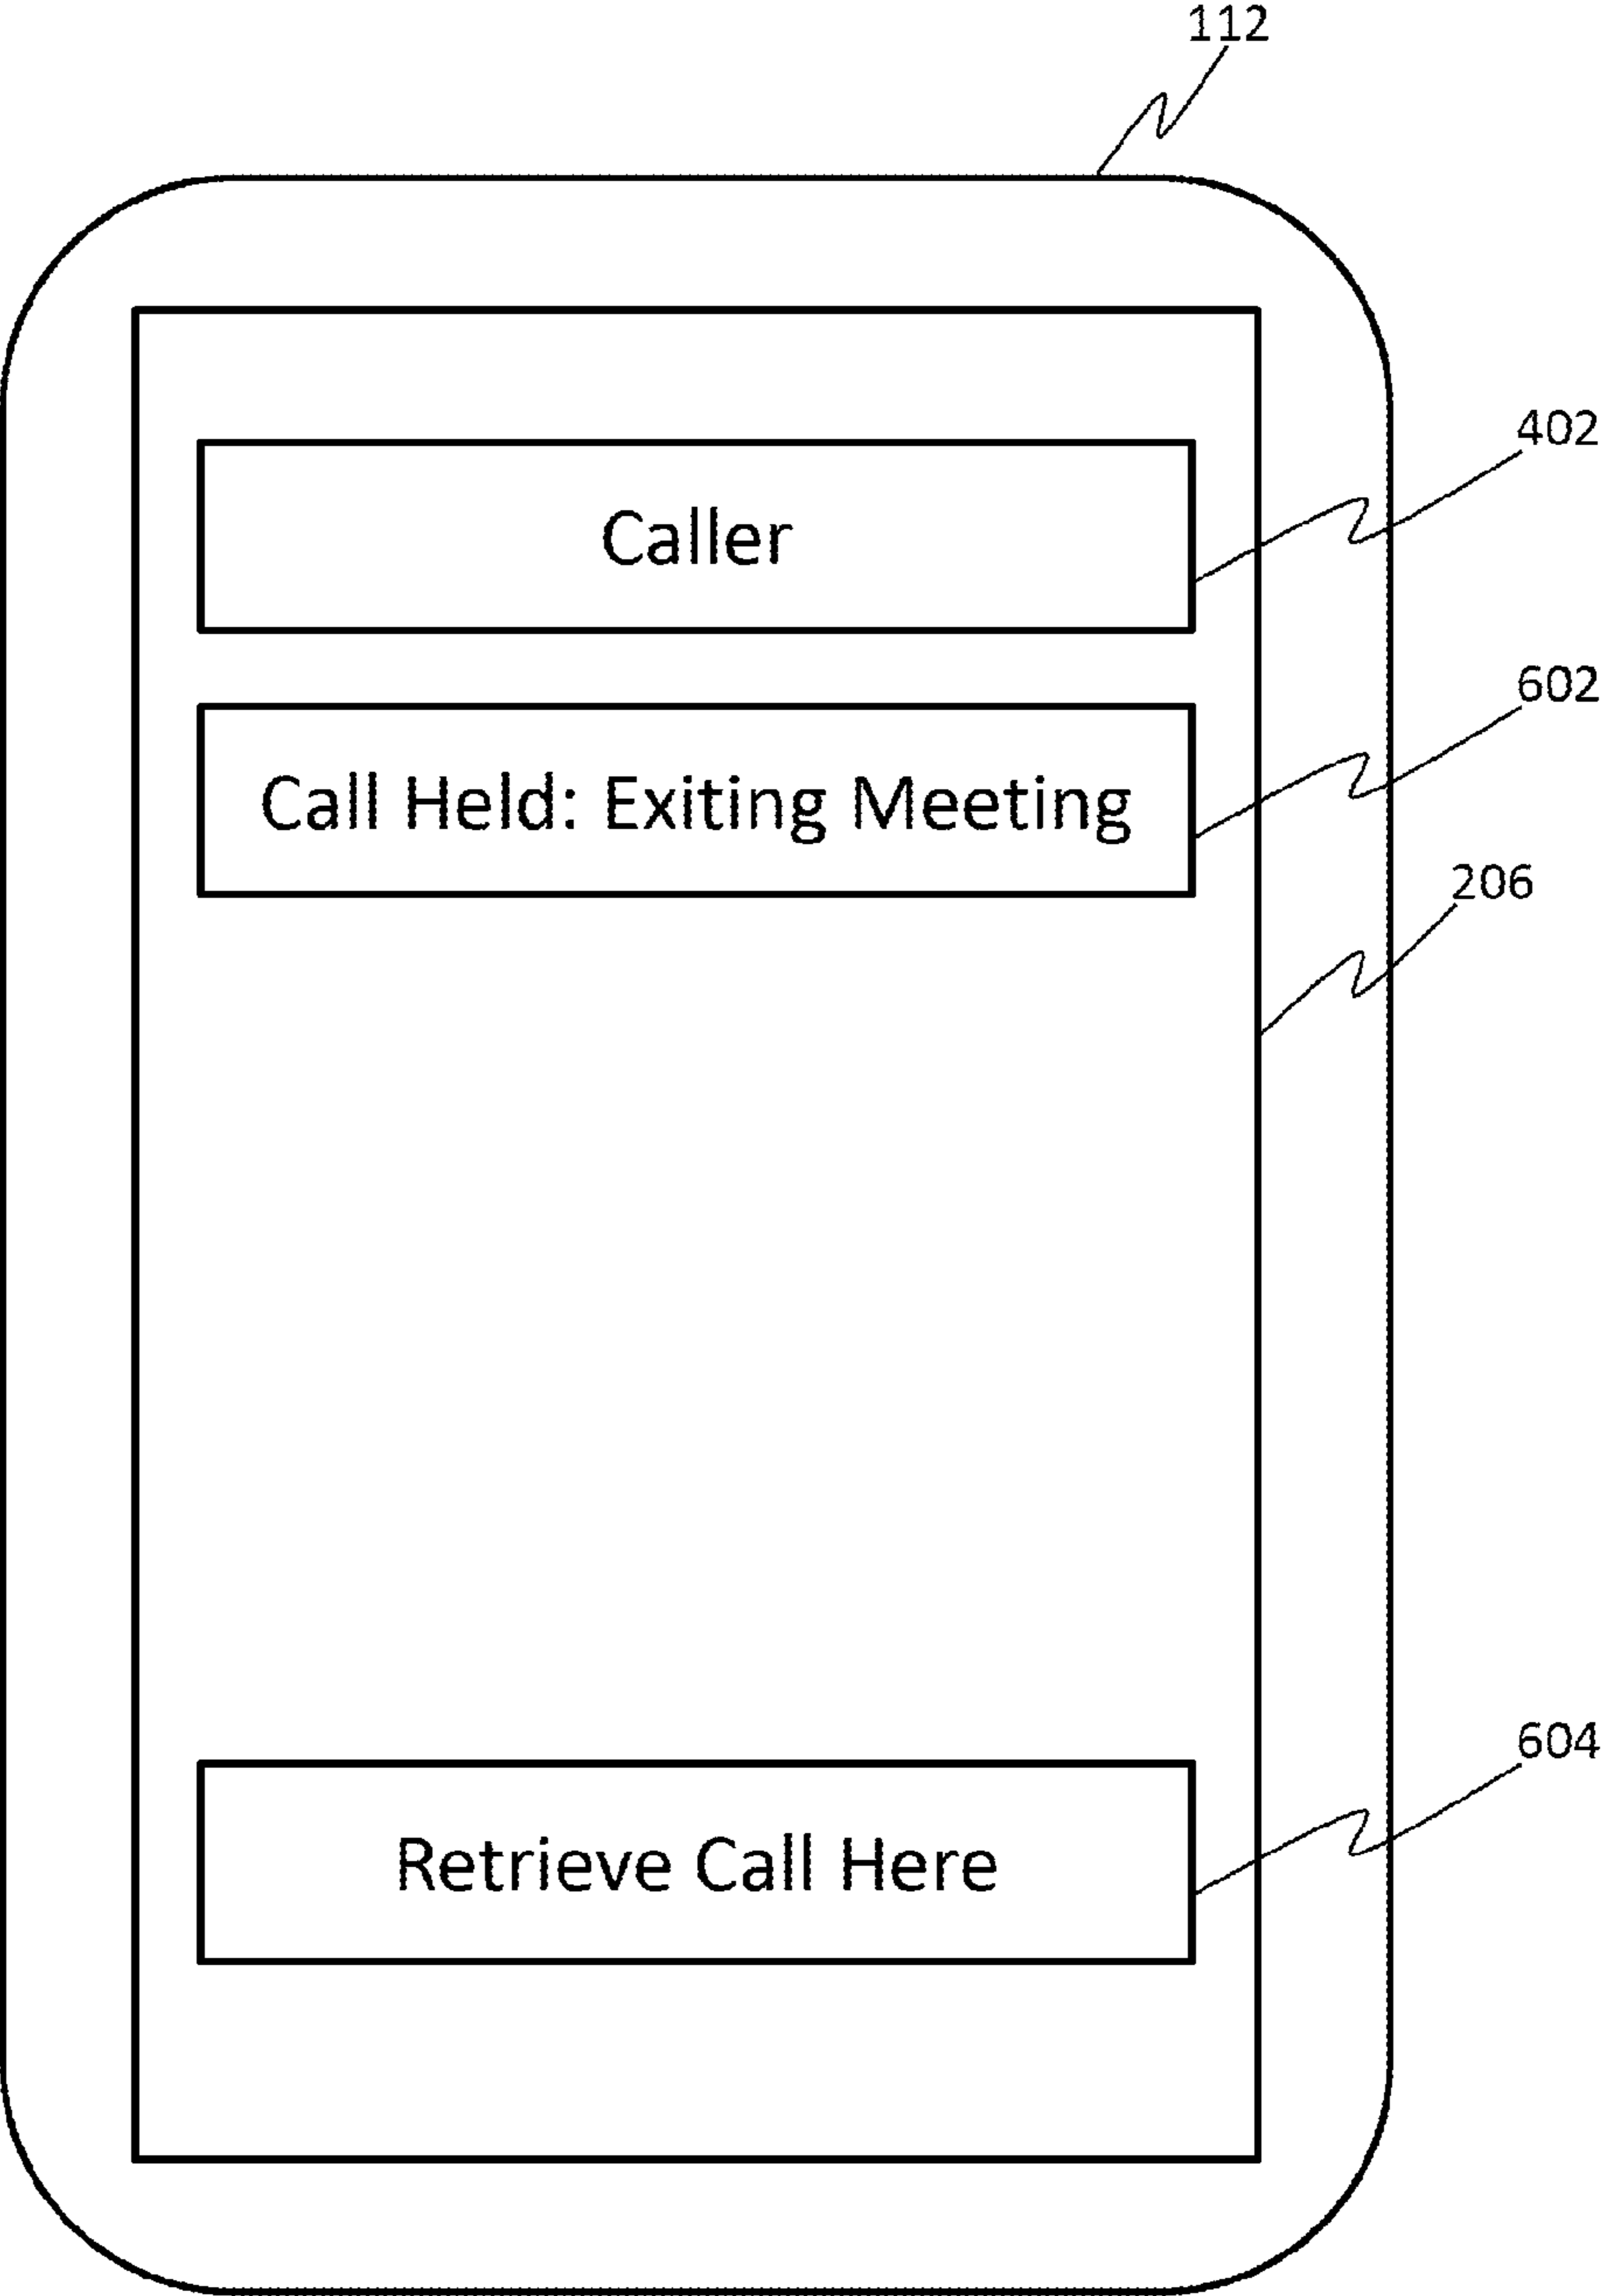 112
402
Caller
602
Call Held: Exiting Meeting
206
604
Retrieve Call Here